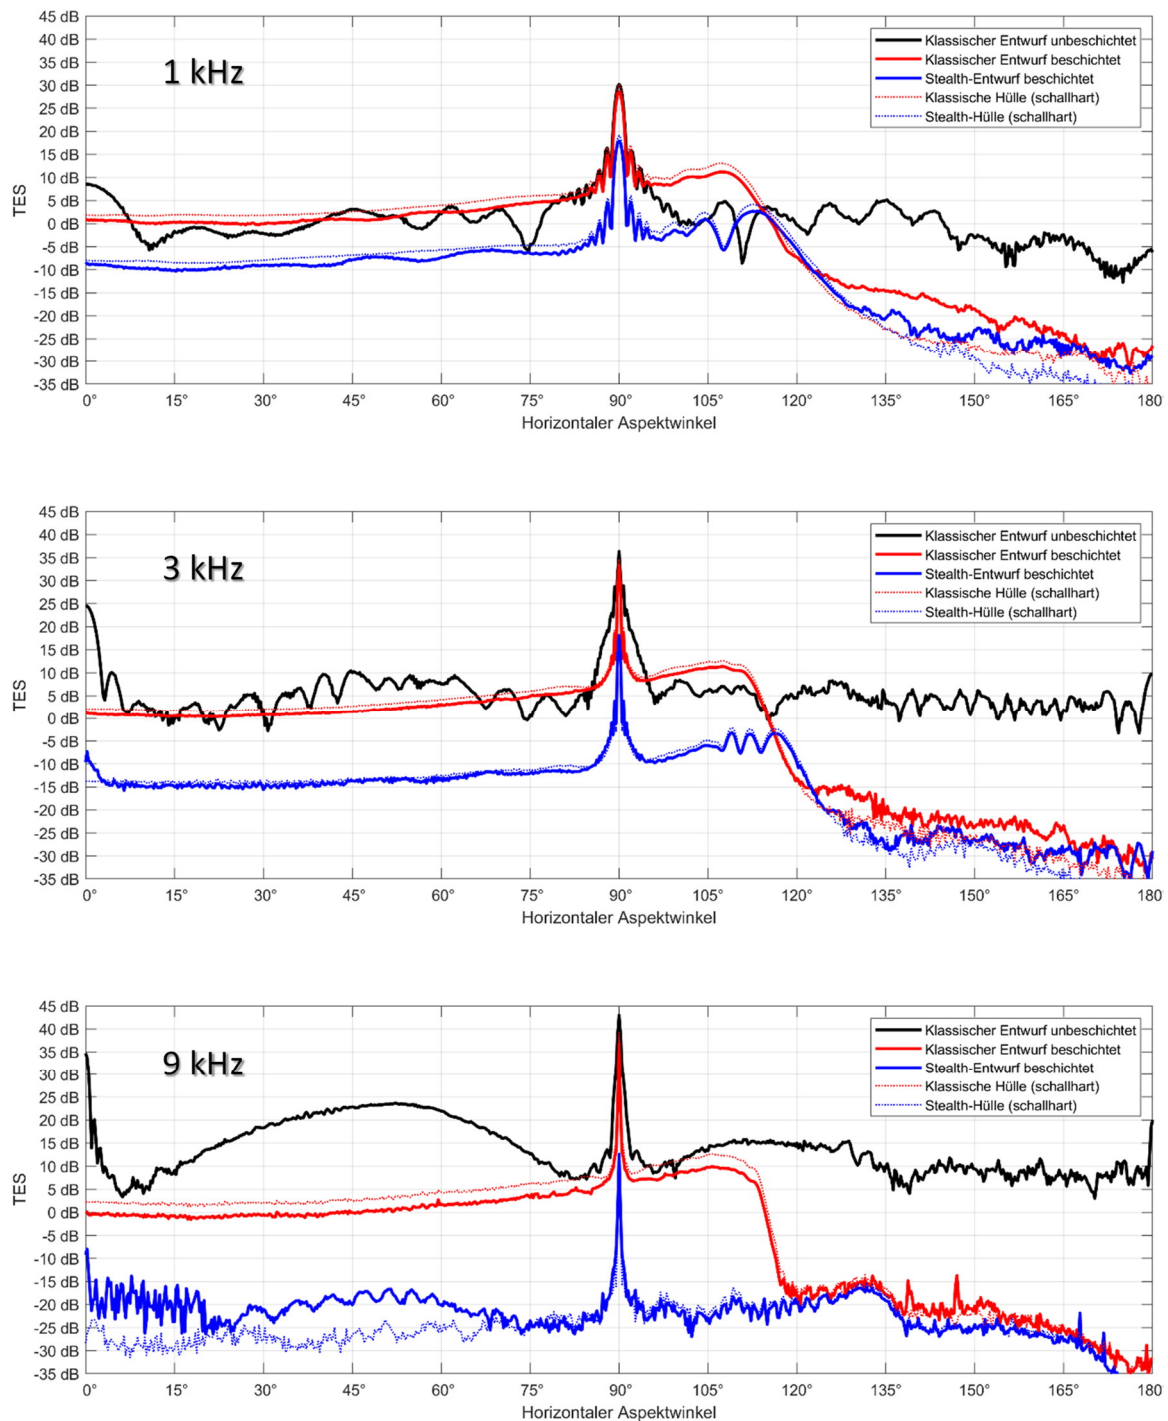 45 dB
40 dB
35 dB
30 dB
25 dB
20 dB
15 dB
10 dB
5 dB
0 dB
-5 dB
-10 dB
-15 dB
-20 dB
-25 dB
-30 dB
-35 dB
TES
1 kHz
Klassischer Entwurf unbeschichtet
Klassischer Entwurf beschichtet
Stealth-Entwurf beschichtet
Klassische Hülle (schallhart)
Stealth-Hülle (schallhart)
0° 15° 30° 45° 60° 75° 90° 105° 120° 135° 150° 165° 180°
Horizontaler Aspektwinkel
45 dB
40 dB
35 dB
30 dB
25 dB
20 dB
15 dB
10 dB
5 dB
0 dB
-5 dB
-10 dB
-15 dB
-20 dB
-25 dB
-30 dB
-35 dB
TES
3 kHz
Klassischer Entwurf unbeschichtet
Klassischer Entwurf beschichtet
Stealth-Entwurf beschichtet
Klassische Hülle (schallhart)
Stealth-Hülle (schallhart)
0° 15° 30° 45° 60° 75° 90° 105° 120° 135° 150° 165° 180°
Horizontaler Aspektwinkel
45 dB
40 dB
35 dB
30 dB
25 dB
20 dB
15 dB
10 dB
5 dB
0 dB
-5 dB
-10 dB
-15 dB
-20 dB
-25 dB
-30 dB
-35 dB
TES
9 kHz
Klassischer Entwurf unbeschichtet
Klassischer Entwurf beschichtet
Stealth-Entwurf beschichtet
Klassische Hülle (schallhart)
Stealth-Hülle (schallhart)
0° 15° 30° 45° 60° 75° 90° 105° 120° 135° 150° 165° 180°
Horizontaler Aspektwinkel